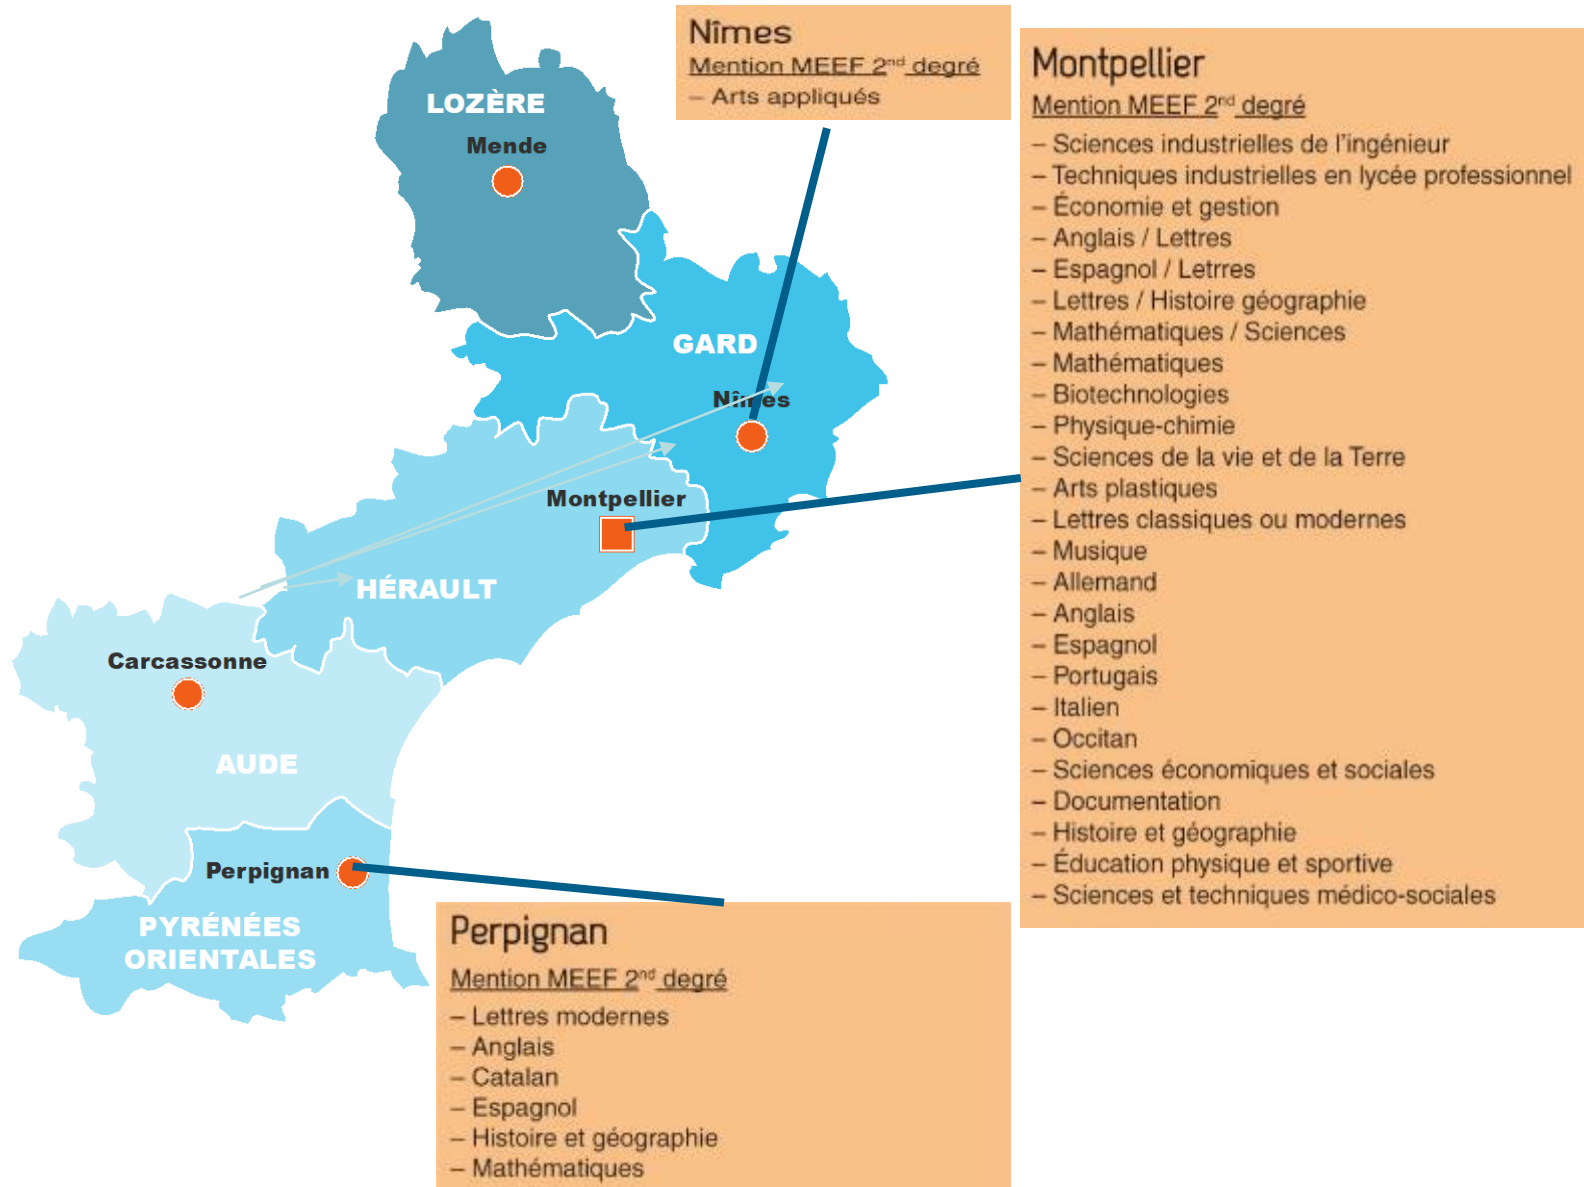 Nîmes
Mention MEEF 2nd degré
– Arts appliqués
Montpellier
Mention MEEF 2nd degré
– Sciences industrielles de l'ingénieur
– Techniques industrielles en lycée professionnel
– Économie et gestion
– Anglais / Lettres
– Espagnol / Letrres
– Lettres / Histoire géographie
– Mathématiques / Sciences
– Mathématiques
– Biotechnologies
– Physique-chimie
– Sciences de la vie et de la Terre
– Arts plastiques
– Lettres classiques ou modernes
– Musique
– Allemand
– Anglais
– Espagnol
– Portugais
– Italien
– Occitan
– Sciences économiques et sociales
– Documentation
– Histoire et géographie
– Éducation physique et sportive
– Sciences et techniques médico-sociales
LOZÈRE
Mende
GARD
Nîmes
Montpellier
HÉRAULT
Carcassonne
AUDE
Perpignan
PYRÉNÉES
ORIENTALES
Perpignan
Mention MEEF 2nd degré
– Lettres modernes
– Anglais
– Catalan
– Espagnol
– Histoire et géographie
– Mathématiques